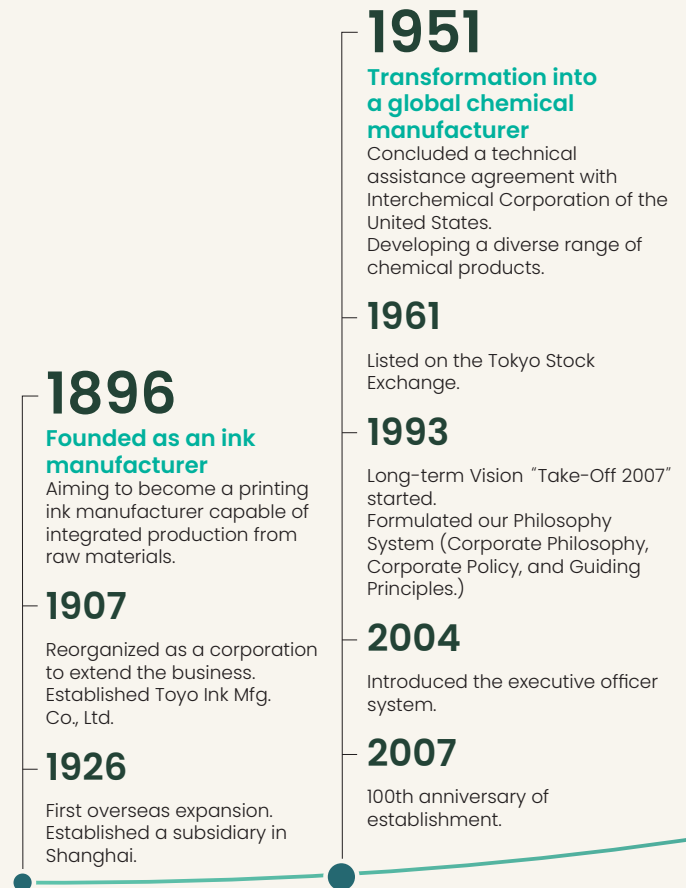 1896
Founded as an ink
manufacturer
Aiming to become a printing
ink manufacturer capable of
integrated production from
raw materials.
1907
Reorganized as a corporation
to extend the business.
Established Toyo Ink Mfg.
Co., Ltd.
1926
First overseas expansion.
Established a subsidiary in
Shanghai.
1951
Transformation into
a global chemical
manufacturer
Concluded a technical
assistance agreement with
Interchemical Corporation of the
United States.
Developing a diverse range of
chemical products.
1961
Listed on the Tokyo Stock
Exchange.
1993
Long-term Vision “Take-Off 2007”
started.
Formulated our Philosophy
System (Corporate Philosophy,
Corporate Policy, and Guiding
Principles.)
2004
Introduced the executive officer
system.
2007
100th anniversary of
establishment.